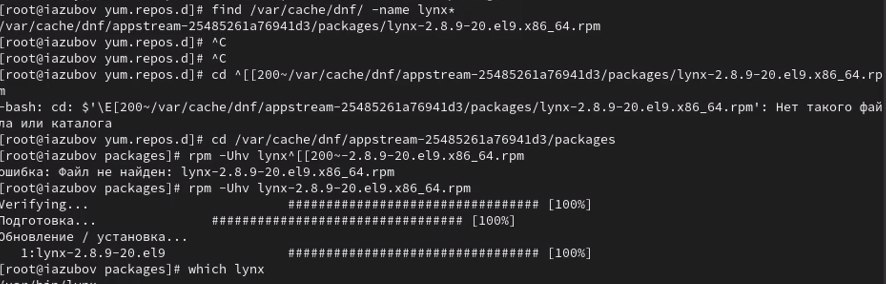 [root@iazubov yum.repos.d]# find /var/cache/dnf/ -name lynx*
/var/cache/dnf/appstream-25485261a76941d3/packages/lynx-2.8.9-20.el9.x86_64.rpm
[root@iazubov yum.repos.d]# ^C
[root@iazubov yum.repos.d]# ^C
[root@iazubov yum.repos.d]# cd ^[[200~/var/cache/dnf/appstream-25485261a76941d3/packages/lynx-2.8.9-20.el9.x86_64.rp
m
-bash: cd: $'\E[200~/var/cache/dnf/appstream-25485261a76941d3/packages/lynx-2.8.9-20.el9.x86_64.rpm': Нет такого фай
ла или каталога
[root@iazubov yum.repos.d]# cd /var/cache/dnf/appstream-25485261a76941d3/packages
[root@iazubov packages]# rpm -Uhv lynx^[[200~-2.8.9-20.el9.x86_64.rpm
ошибка: Файл не найден: lynx-2.8.9-20.el9.x86_64.rpm
[root@iazubov packages]# rpm -Uhv lynx-2.8.9-20.el9.x86_64.rpm
Verifying... ################################# [100%]
Подготовка... ################################# [100%]
Обновление / установка...
1:lynx-2.8.9-20.el9 ################################# [100%]
[root@iazubov packages]# which lynx
/usr/bin/lynx